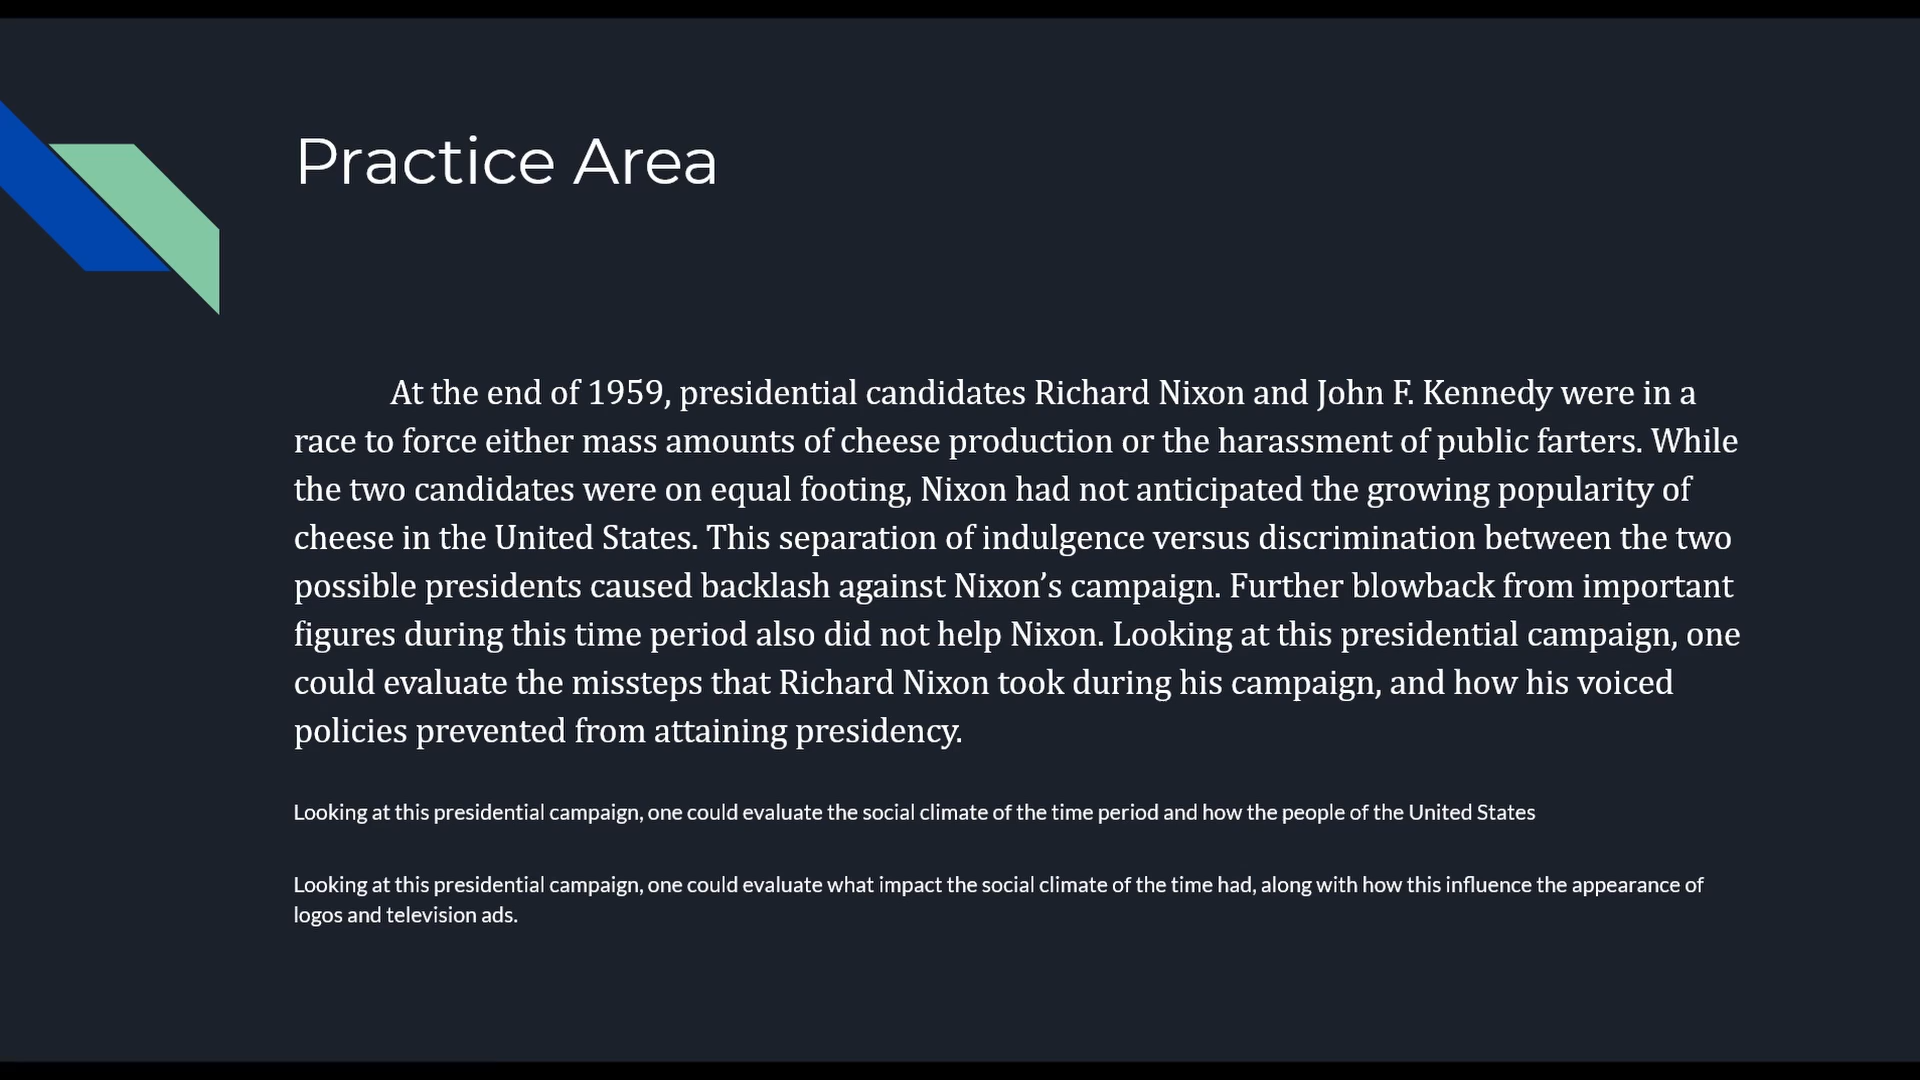 Practice Area
At the end of 1959, presidential candidates Richard Nixon and John F. Kennedy were in a
race to force either mass amounts of cheese production or the harassment of public farters. While
the two candidates were on equal footing, Nixon had not anticipated the growing popularity of
cheese in the United States. This separation of indulgence versus discrimination between the two
possible presidents caused backlash against Nixon’s campaign. Further blowback from important
figures during this time period also did not help Nixon. Looking at this presidential campaign, one
could evaluate the missteps that Richard Nixon took during his campaign, and how his voiced
policies prevented from attaining presidency.
Looking at this presidential campaign, one could evaluate the social climate of the time period and how the people of the United States
Looking at this presidential campaign, one could evaluate what impact the social climate of the time had, along with how this influence the appearance of
logos and television ads.